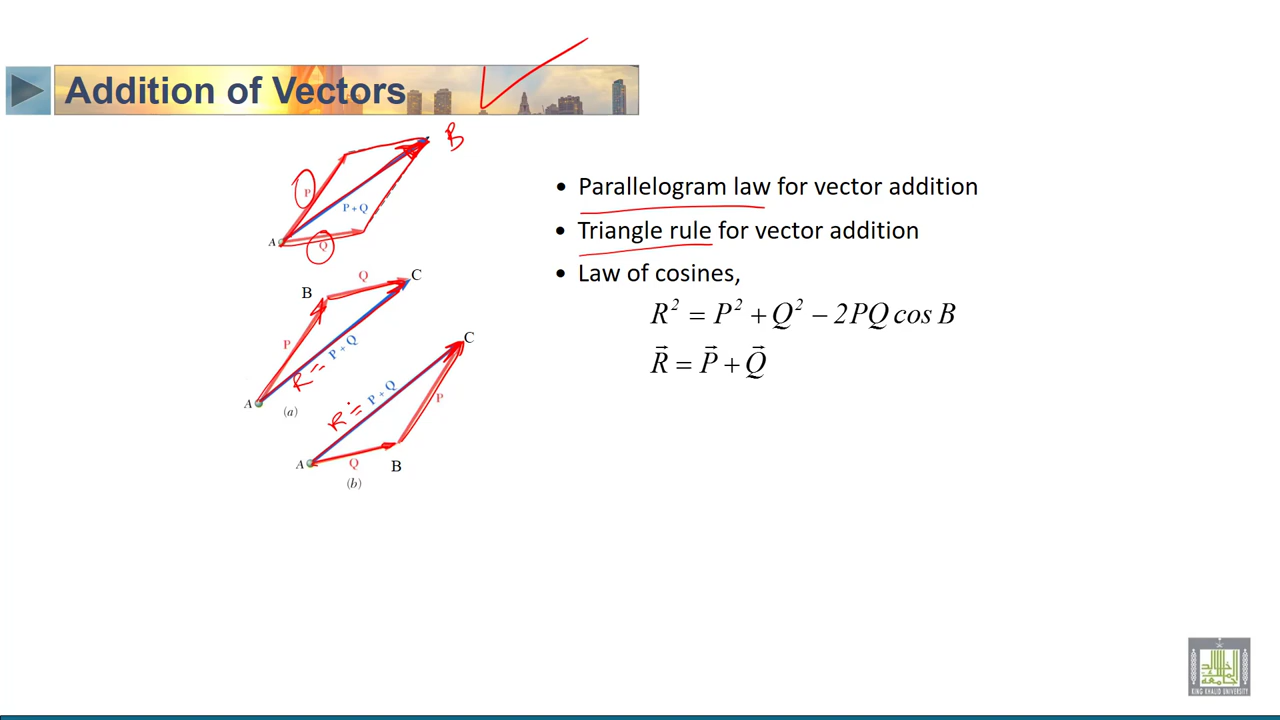 Addition of Vectors
B
P
P + Q
A
Q
• Parallelogram law for vector addition
• Triangle rule for vector addition
• Law of cosines,
R² = P² + Q² − 2PQ cos B
R⃗ = P⃗ + Q⃗
Q
C
B
P
R = P + Q
A
(a)
C
R = P + Q
P
A
Q
B
(b)
KING KHALID UNIVERSITY